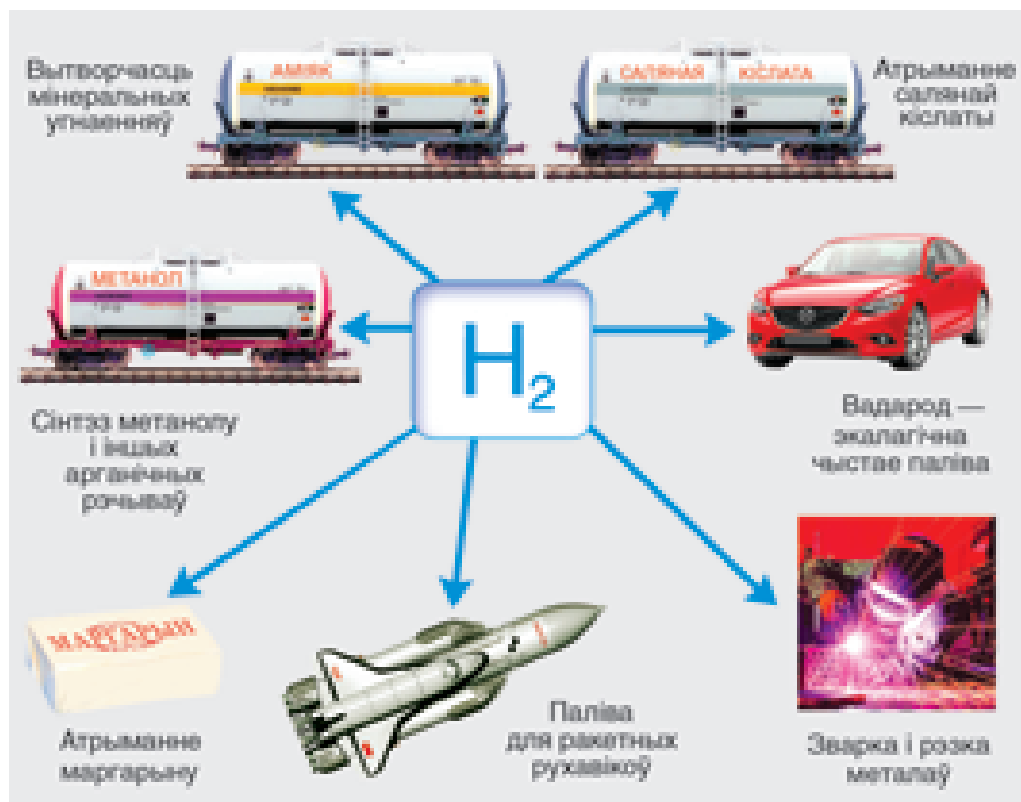 Вытворчасць
мінеральных
угнаенняў
АМІЯК
САЛЯНАЯ КІСЛАТА
Атрыманне
салянай
кіслаты
МЕТАНОЛ
H₂
Сінтэз метанолу
і іншых
арганічных
рэчываў
Вадарод —
экалагічна
чыстае паліва
МАРГАРЫН
Атрыманне
маргарыну
Паліва
для ракетных
рухавікоў
Зварка і рэзка
металаў